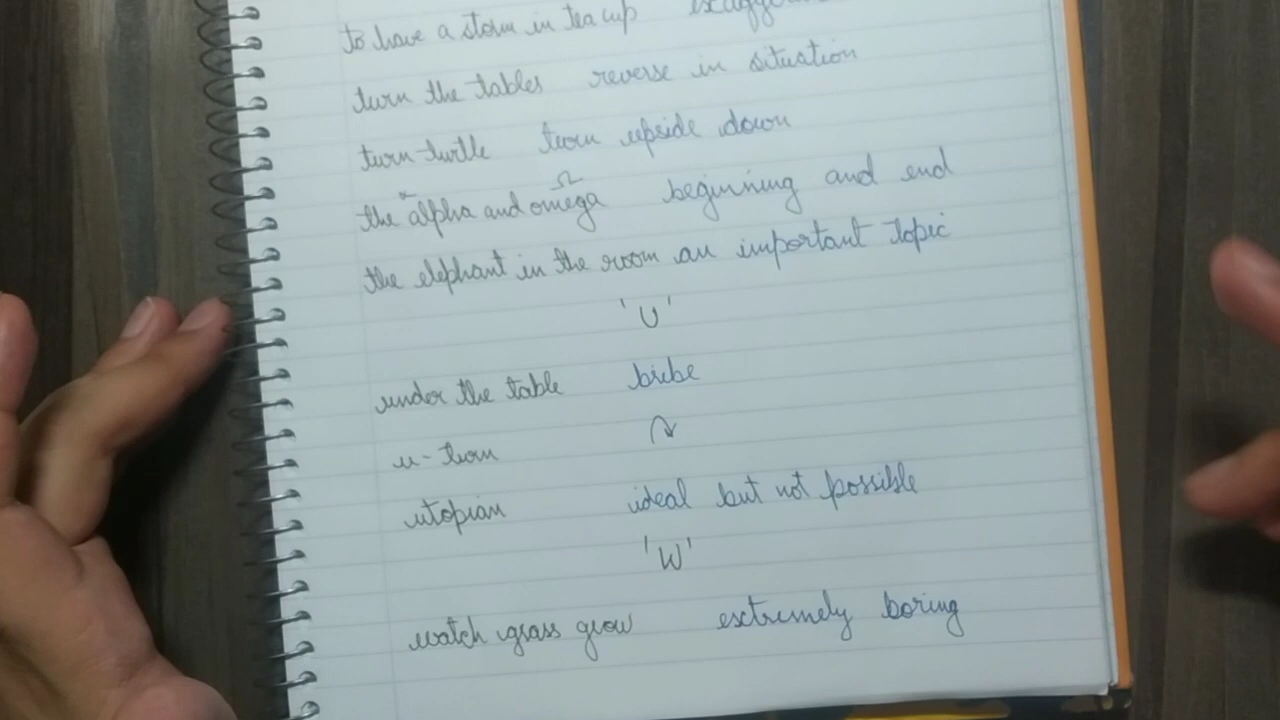 to have a storm in tea cup
turn the tables reverse in situation
turn turtle turn upside down
Ω
the alpha and omega beginning and end
the elephant in the room an important topic
'U'
under the table bribe
u-turn
utopian ideal but not possible
'W'
watch grass grow extremely boring